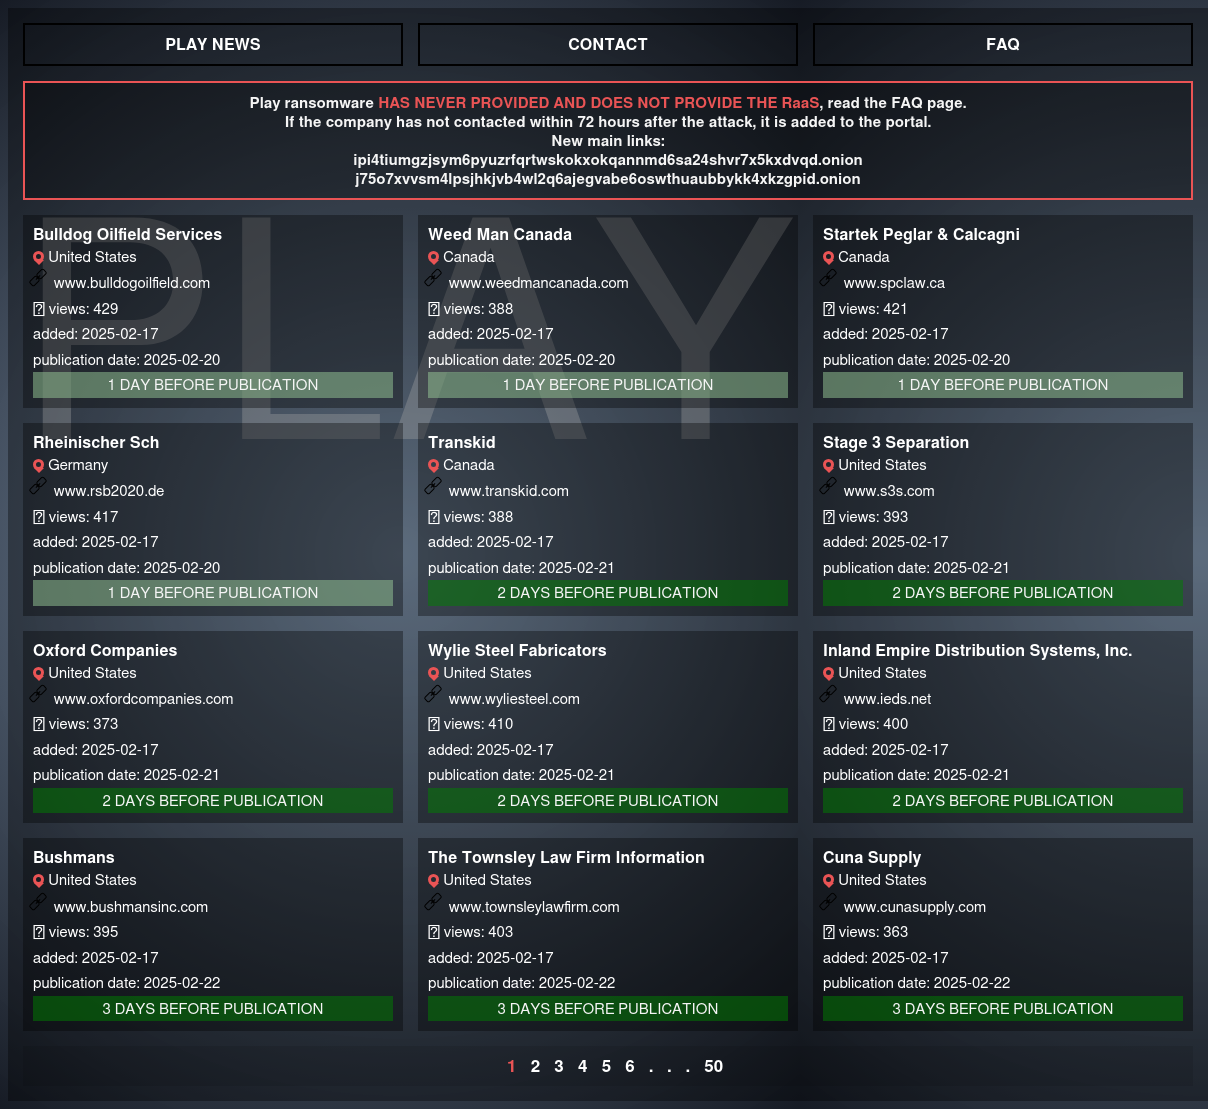 PLAY NEWS
CONTACT
FAQ
Play ransomware HAS NEVER PROVIDED AND DOES NOT PROVIDE THE RaaS, read the FAQ page.
If the company has not contacted within 72 hours after the attack, it is added to the portal.
New main links:
ipi4tiumgzjsym6pyuzrfqrtwskokxokqannmd6sa24shvr7x5kxdvqd.onion
j75o7xvvsm4lpsjhkjvb4wl2q6ajegvabe6oswthuaubbykk4xkzgpid.onion
PLAY
Bulldog Oilfield Services
United States
www.bulldogoilfield.com
views: 429
added: 2025-02-17
publication date: 2025-02-20
1 DAY BEFORE PUBLICATION
Weed Man Canada
Canada
www.weedmancanada.com
views: 388
added: 2025-02-17
publication date: 2025-02-20
1 DAY BEFORE PUBLICATION
Startek Peglar & Calcagni
Canada
www.spclaw.ca
views: 421
added: 2025-02-17
publication date: 2025-02-20
1 DAY BEFORE PUBLICATION
Rheinischer Sch
Germany
www.rsb2020.de
views: 417
added: 2025-02-17
publication date: 2025-02-20
1 DAY BEFORE PUBLICATION
Transkid
Canada
www.transkid.com
views: 388
added: 2025-02-17
publication date: 2025-02-21
2 DAYS BEFORE PUBLICATION
Stage 3 Separation
United States
www.s3s.com
views: 393
added: 2025-02-17
publication date: 2025-02-21
2 DAYS BEFORE PUBLICATION
Oxford Companies
United States
www.oxfordcompanies.com
views: 373
added: 2025-02-17
publication date: 2025-02-21
2 DAYS BEFORE PUBLICATION
Wylie Steel Fabricators
United States
www.wyliesteel.com
views: 410
added: 2025-02-17
publication date: 2025-02-21
2 DAYS BEFORE PUBLICATION
Inland Empire Distribution Systems, Inc.
United States
www.ieds.net
views: 400
added: 2025-02-17
publication date: 2025-02-21
2 DAYS BEFORE PUBLICATION
Bushmans
United States
www.bushmansinc.com
views: 395
added: 2025-02-17
publication date: 2025-02-22
3 DAYS BEFORE PUBLICATION
The Townsley Law Firm Information
United States
www.townsleylawfirm.com
views: 403
added: 2025-02-17
publication date: 2025-02-22
3 DAYS BEFORE PUBLICATION
Cuna Supply
United States
www.cunasupply.com
views: 363
added: 2025-02-17
publication date: 2025-02-22
3 DAYS BEFORE PUBLICATION
1 2 3 4 5 6 . . . 50